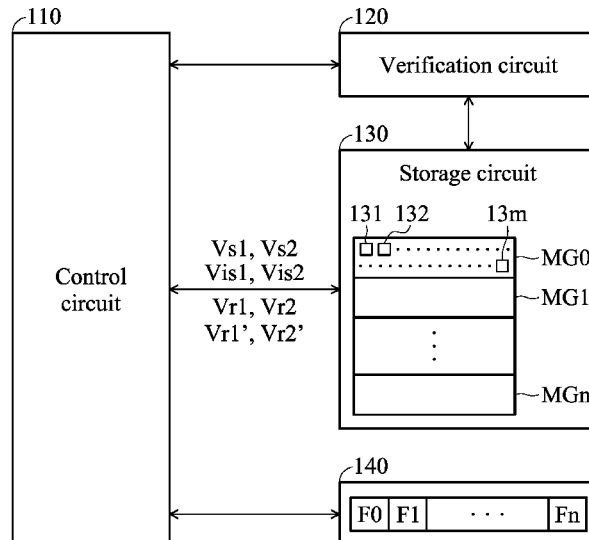 110
120
Verification circuit
130
Storage circuit
131 132 13m
MG0
MG1
MGn
Vs1, Vs2
Vis1, Vis2
Vr1, Vr2
Vr1’, Vr2’
Control
circuit
140
F0 F1 · · · Fn